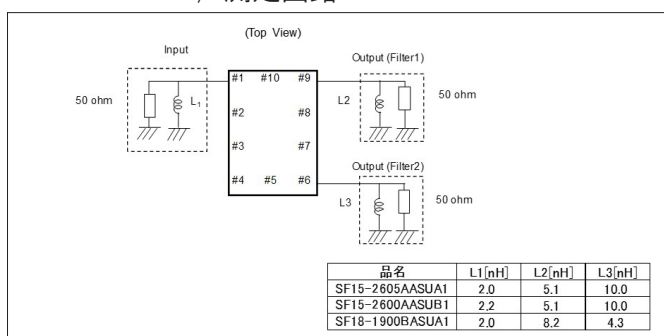 (Top View)
Input
Output (Filter1)
#1 #10 #9
50 ohm
L1
L2
50 ohm
#2 #8
#3 #7
Output (Filter2)
#4 #5 #6
L3
50 ohm
品名 L1[nH] L2[nH] L3[nH]
SF15-2605AASUA1 2.0 5.1 10.0
SF15-2600AASUB1 2.2 5.1 10.0
SF18-1900BASUA1 2.0 8.2 4.3